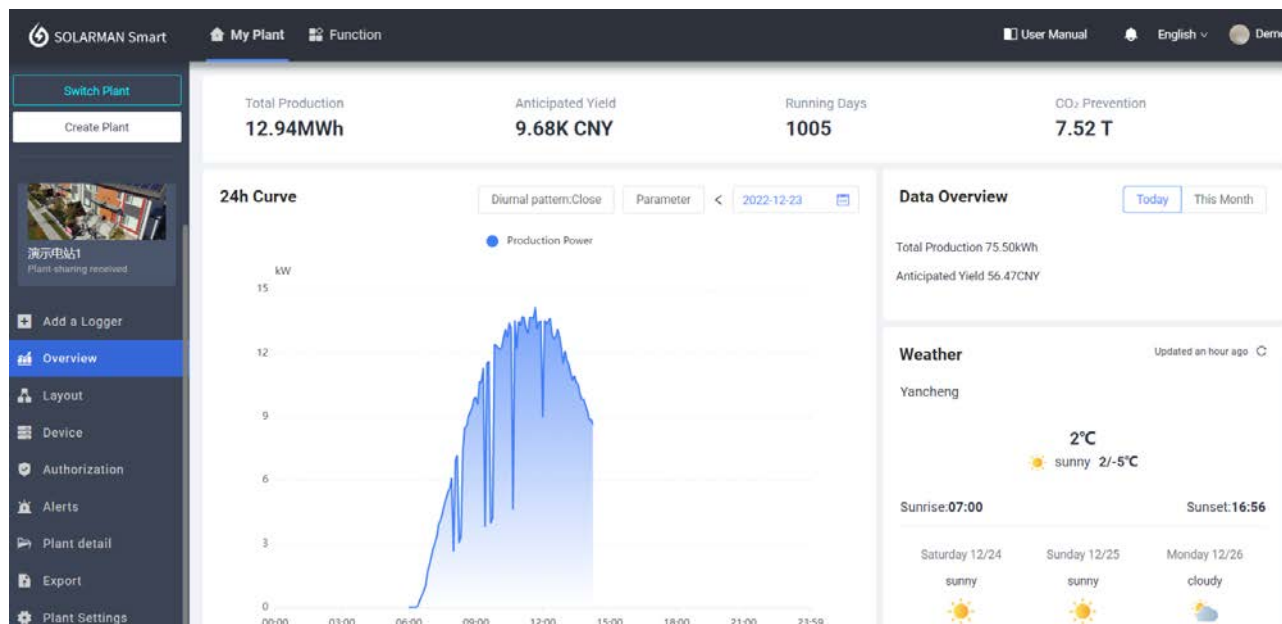 SOLARMAN Smart
My Plant
Function
User Manual
English
Switch Plant
Create Plant
演示电站1
Plant-sharing received
Add a Logger
Overview
Layout
Device
Authorization
Alerts
Plant detail
Export
Plant Settings
Total Production
12.94MWh
Anticipated Yield
9.68K CNY
Running Days
1005
CO₂ Prevention
7.52 T
24h Curve
Diurnal pattern:Close
Parameter
<
2022-12-23
Production Power
kW
15
12
9
6
3
0
00:00 03:00 06:00 09:00 12:00 15:00 18:00 21:00 23:59
Data Overview
Today
This Month
Total Production 75.50kWh
Anticipated Yield 56.47CNY
Weather
Updated an hour ago
Yancheng
2℃
sunny 2/-5℃
Sunrise:07:00
Sunset:16:56
Saturday 12/24 Sunday 12/25 Monday 12/26
sunny sunny cloudy